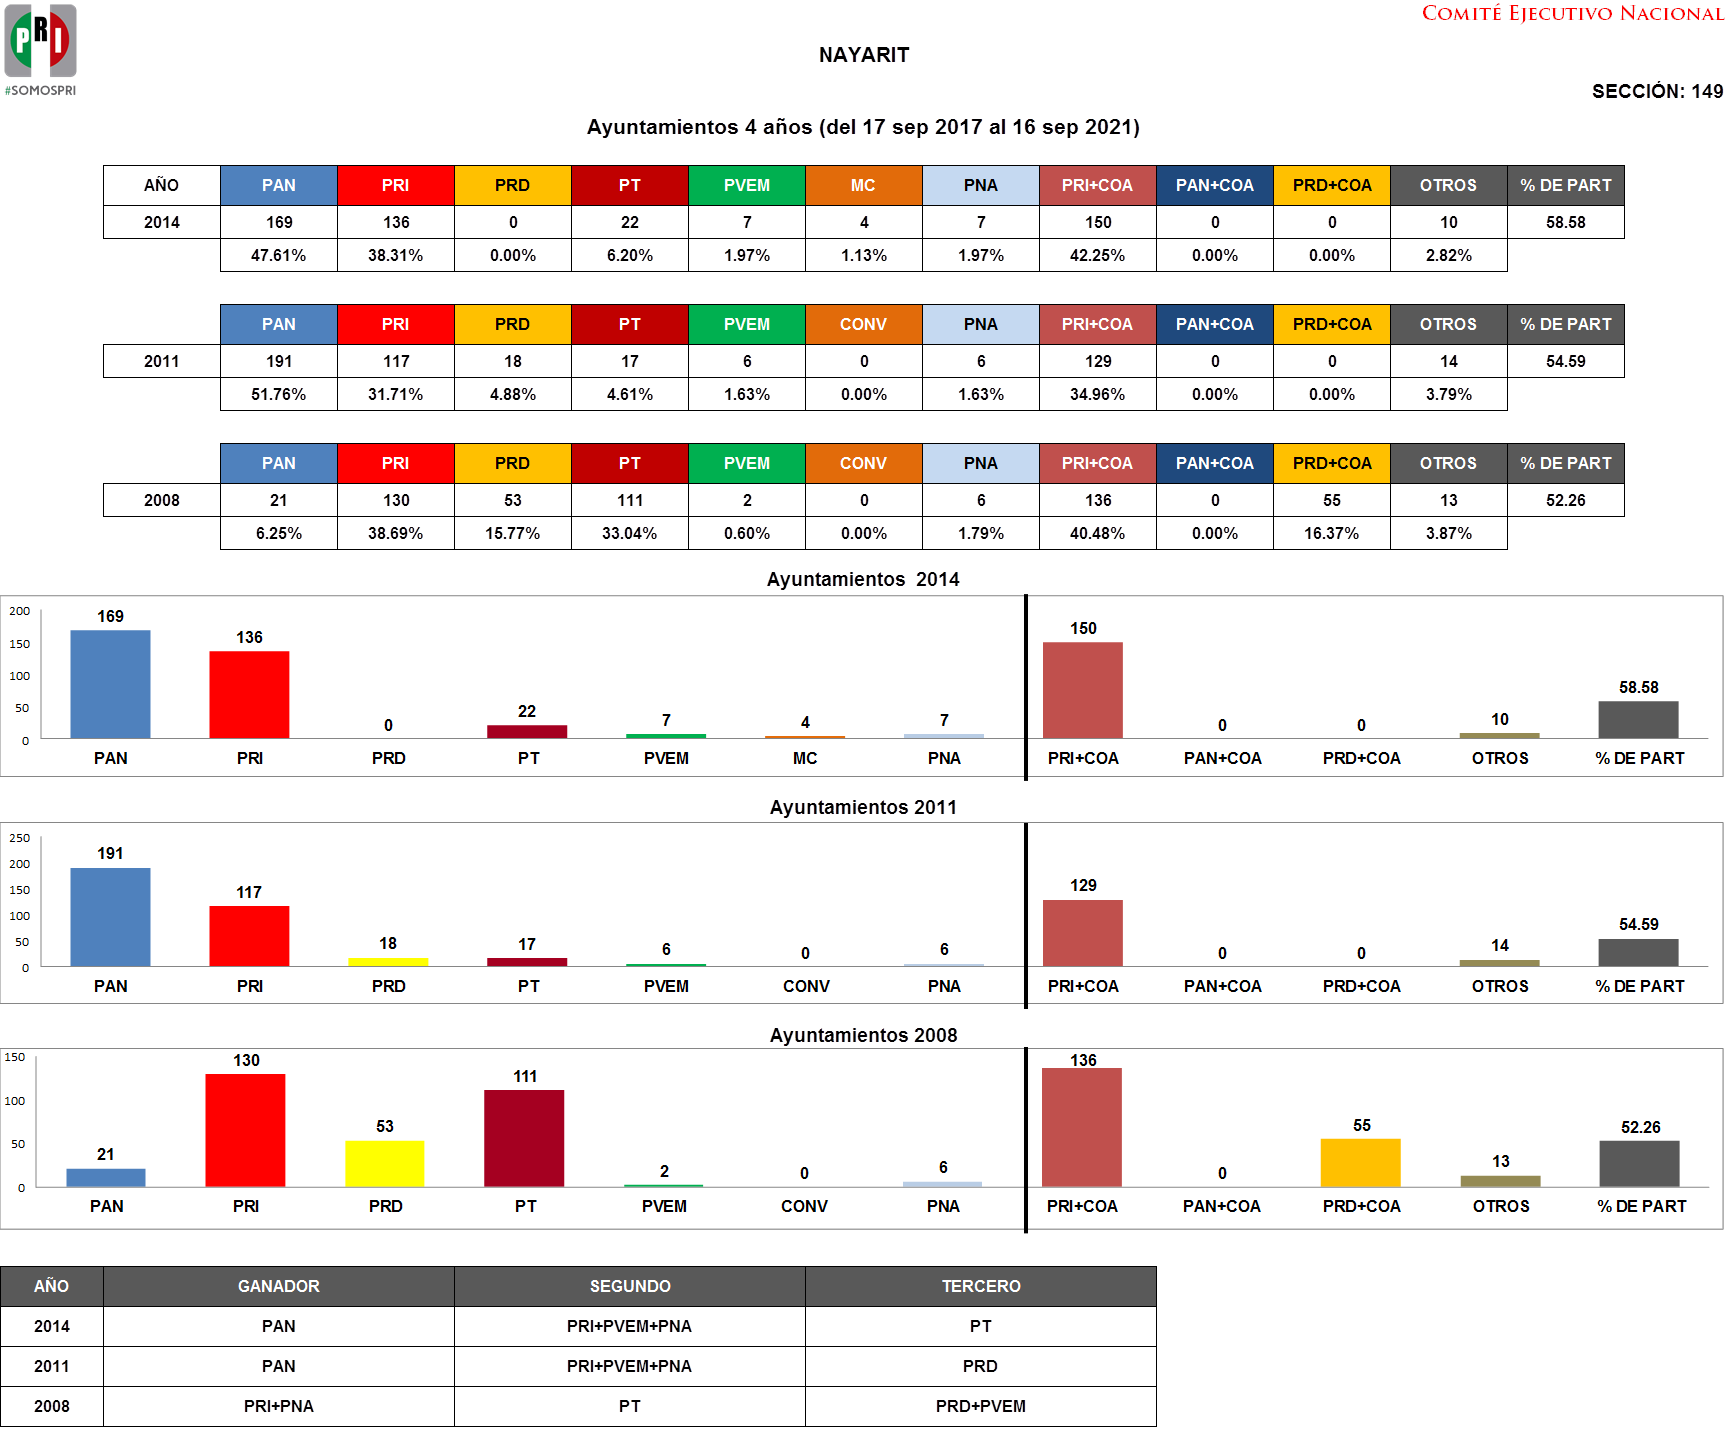 COMITÉ EJECUTIVO NACIONAL
PRI
#SOMOSPRI
NAYARIT
SECCIÓN: 149
Ayuntamientos 4 años (del 17 sep 2017 al 16 sep 2021)
AÑO PAN PRI PRD PT PVEM MC PNA PRI+COA PAN+COA PRD+COA OTROS % DE PART
2014 169 136 0 22 7 4 7 150 0 0 10 58.58
47.61% 38.31% 0.00% 6.20% 1.97% 1.13% 1.97% 42.25% 0.00% 0.00% 2.82%
PAN PRI PRD PT PVEM CONV PNA PRI+COA PAN+COA PRD+COA OTROS % DE PART
2011 191 117 18 17 6 0 6 129 0 0 14 54.59
51.76% 31.71% 4.88% 4.61% 1.63% 0.00% 1.63% 34.96% 0.00% 0.00% 3.79%
PAN PRI PRD PT PVEM CONV PNA PRI+COA PAN+COA PRD+COA OTROS % DE PART
2008 21 130 53 111 2 0 6 136 0 55 13 52.26
6.25% 38.69% 15.77% 33.04% 0.60% 0.00% 1.79% 40.48% 0.00% 16.37% 3.87%
Ayuntamientos 2014
200
150
100
50
0
169 136 0 22 7 4 7 150 0 0 10 58.58
PAN PRI PRD PT PVEM MC PNA PRI+COA PAN+COA PRD+COA OTROS % DE PART
Ayuntamientos 2011
250
200
150
100
50
0
191 117 18 17 6 0 6 129 0 0 14 54.59
PAN PRI PRD PT PVEM CONV PNA PRI+COA PAN+COA PRD+COA OTROS % DE PART
Ayuntamientos 2008
150
100
50
0
21 130 53 111 2 0 6 136 0 55 13 52.26
PAN PRI PRD PT PVEM CONV PNA PRI+COA PAN+COA PRD+COA OTROS % DE PART
AÑO GANADOR SEGUNDO TERCERO
2014 PAN PRI+PVEM+PNA PT
2011 PAN PRI+PVEM+PNA PRD
2008 PRI+PNA PT PRD+PVEM